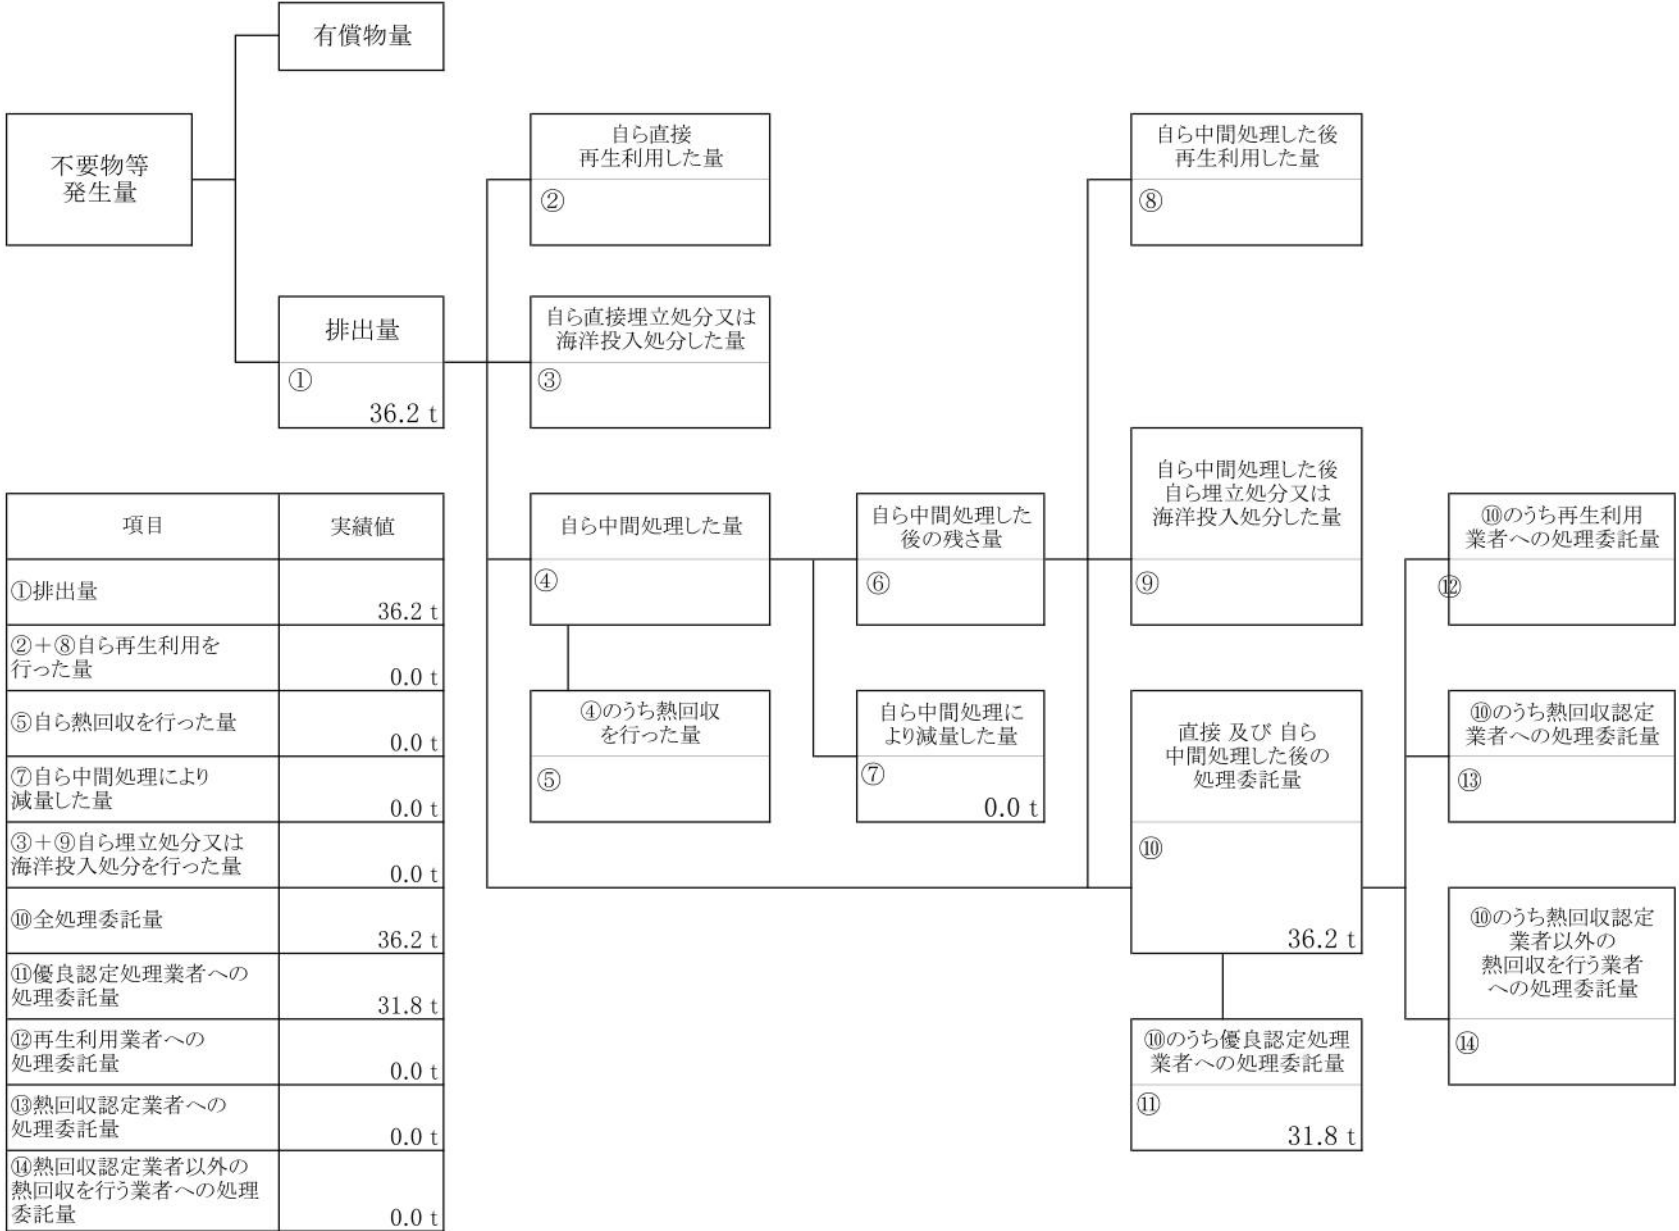 有償物量
不要物等
発生量
自ら直接
再生利用した量
②
自ら中間処理した後
再生利用した量
⑧
排出量
①
36.2 t
自ら直接埋立処分又は
海洋投入処分した量
③
自ら中間処理した量
④
自ら中間処理した
後の残さ量
⑥
自ら中間処理した後
自ら埋立処分又は
海洋投入処分した量
⑨
⑩のうち再生利用
業者への処理委託量
⑫
④のうち熱回収
を行った量
⑤
自ら中間処理に
より減量した量
⑦
0.0 t
直接 及び 自ら
中間処理した後の
処理委託量
⑩
36.2 t
⑩のうち熱回収認定
業者への処理委託量
⑬
⑩のうち熱回収認定
業者以外の
熱回収を行う業者
への処理委託量
⑭
⑩のうち優良認定処理
業者への処理委託量
⑪
31.8 t
項目 実績値
①排出量
36.2 t
②+⑧自ら再生利用を
行った量
0.0 t
⑤自ら熱回収を行った量
0.0 t
⑦自ら中間処理により
減量した量
0.0 t
③+⑨自ら埋立処分又は
海洋投入処分を行った量
0.0 t
⑩全処理委託量
36.2 t
⑪優良認定処理業者への
処理委託量
31.8 t
⑫再生利用業者への
処理委託量
0.0 t
⑬熱回収認定業者への
処理委託量
0.0 t
⑭熱回収認定業者以外の
熱回収を行う業者への処理
委託量
0.0 t